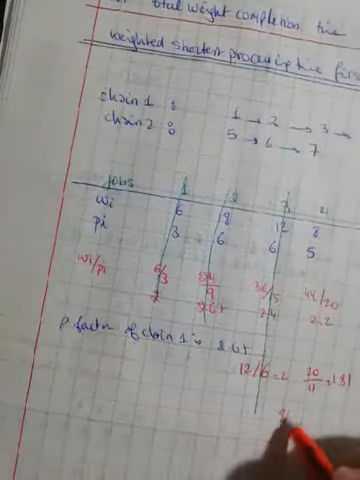 Total weight completion time
weighted shortest processing time first
chain 1 : 1 → 2 → 3 →
chain 2 : 5 → 6 → 7
Jobs 1 2 3 4
wi 6 18 12 8
pi 3 6 6 5
wi/pi 6/3 24/9 36/15 44/20
2 2.67 2.4 2.2
ρ factor of chain 1 is 2.67
12/6 = 2 20/11 = 1.81